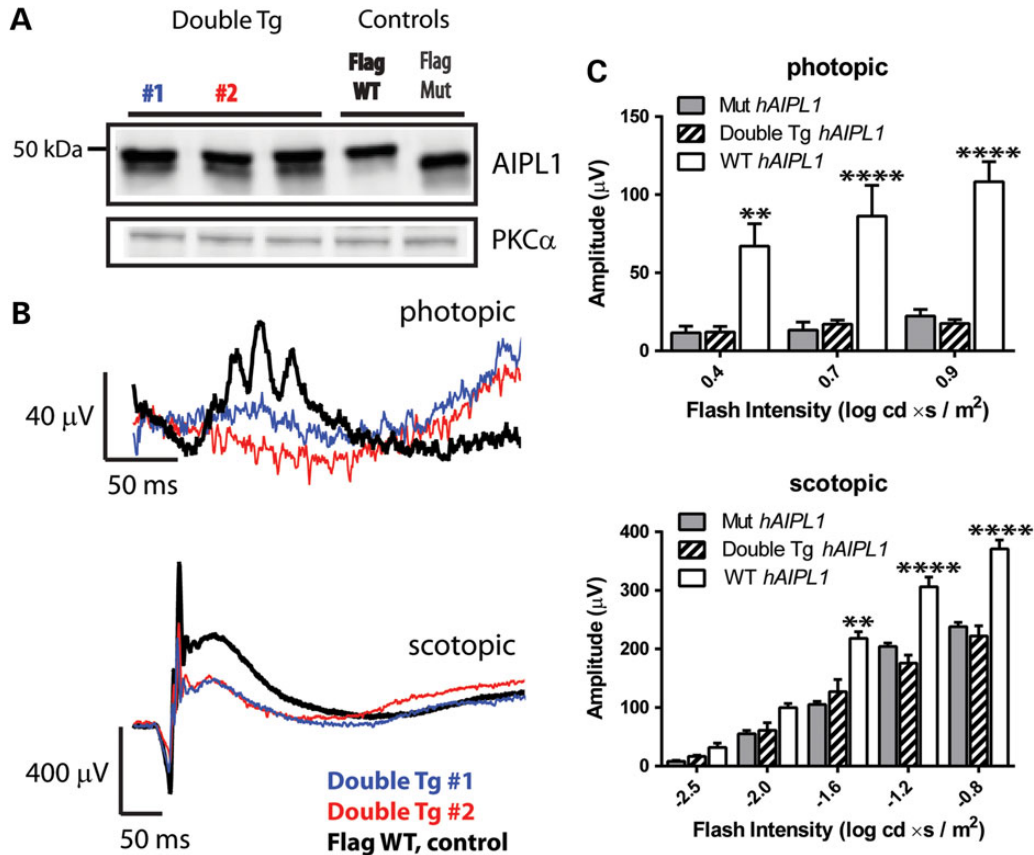 A
Double Tg
Controls
#1
#2
Flag WT
Flag Mut
50 kDa
AIPL1
PKCα
B
photopic
40 μV
50 ms
scotopic
400 μV
50 ms
Double Tg #1
Double Tg #2
Flag WT, control
C
photopic
Mut hAIPL1
Double Tg hAIPL1
WT hAIPL1
Amplitude (μV)
150
100
50
0
**
****
****
0.4
0.7
0.9
Flash Intensity (log cd ×s / m²)
scotopic
Mut hAIPL1
Double Tg hAIPL1
WT hAIPL1
Amplitude (μV)
400
300
200
100
0
**
****
****
-2.5
-2.0
-1.6
-1.2
-0.8
Flash Intensity (log cd ×s / m²)